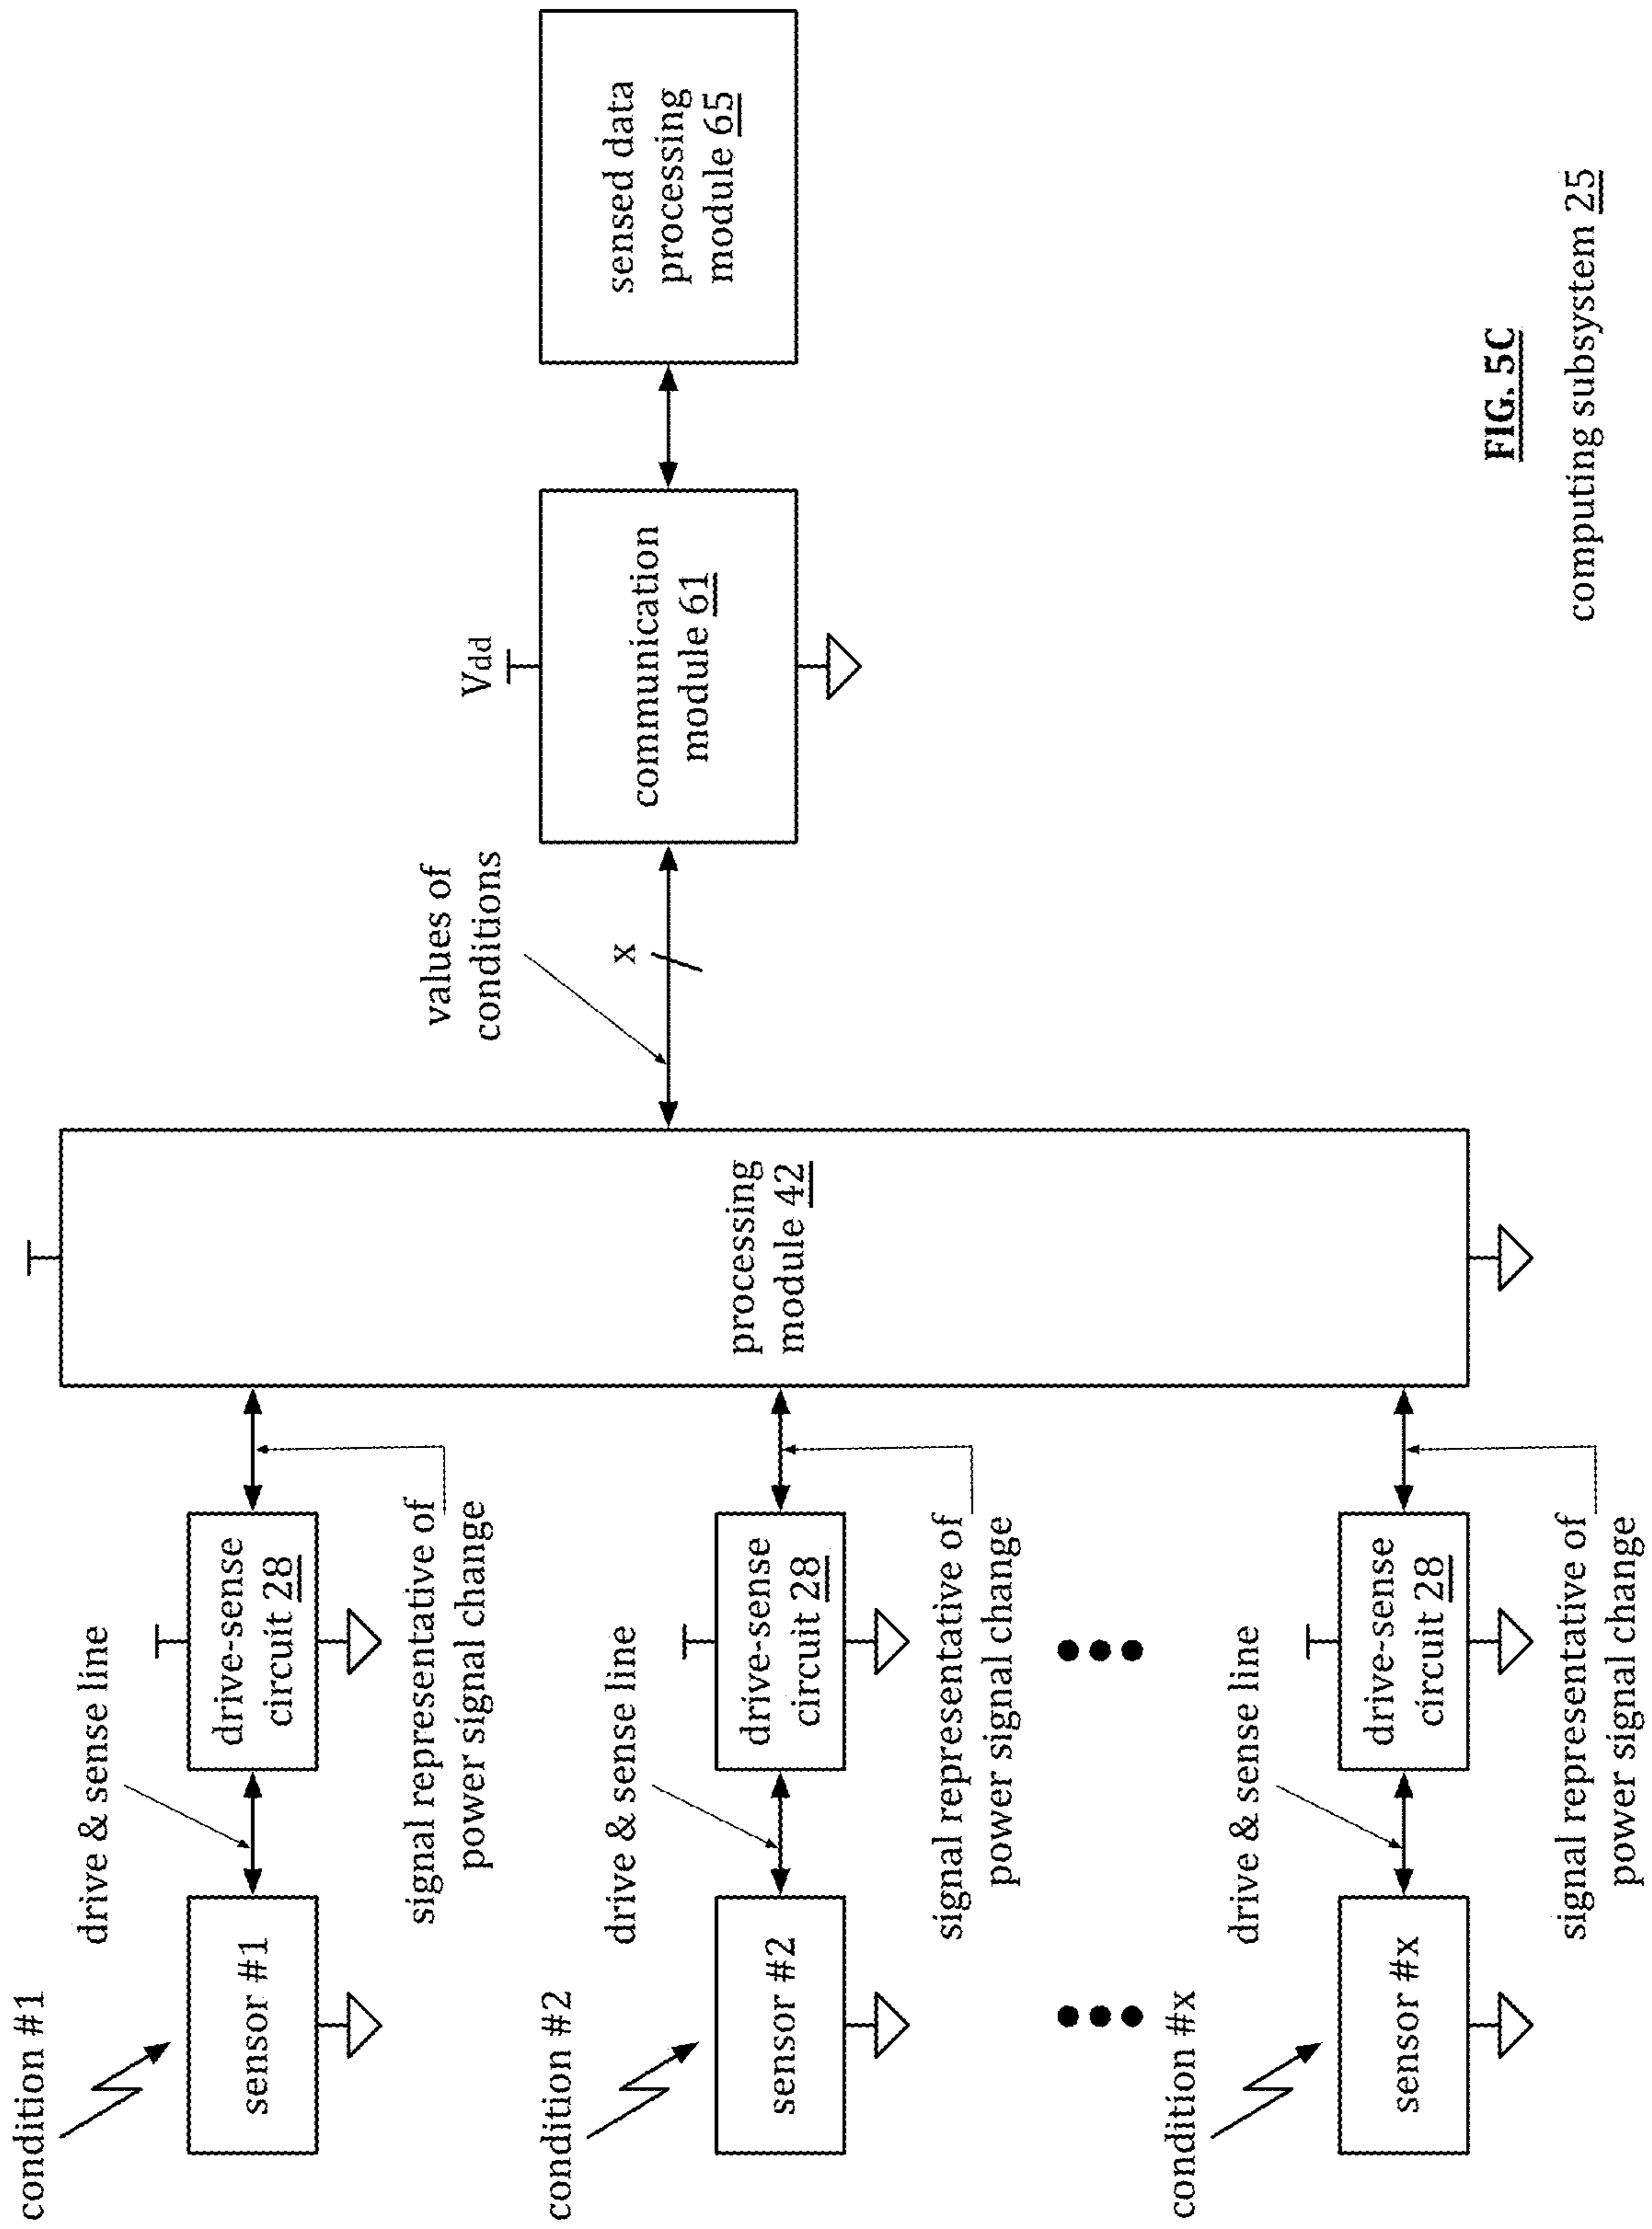 condition #1
drive & sense line
sensor #1
drive-sense
circuit 28
signal representative of
power signal change
condition #2
drive & sense line
sensor #2
drive-sense
circuit 28
signal representative of
power signal change
condition #x
drive & sense line
sensor #x
drive-sense
circuit 28
signal representative of
power signal change
processing
module 42
values of
conditions
x
Vdd
communication
module 61
sensed data
processing
module 65
FIG. 5C
computing subsystem 25